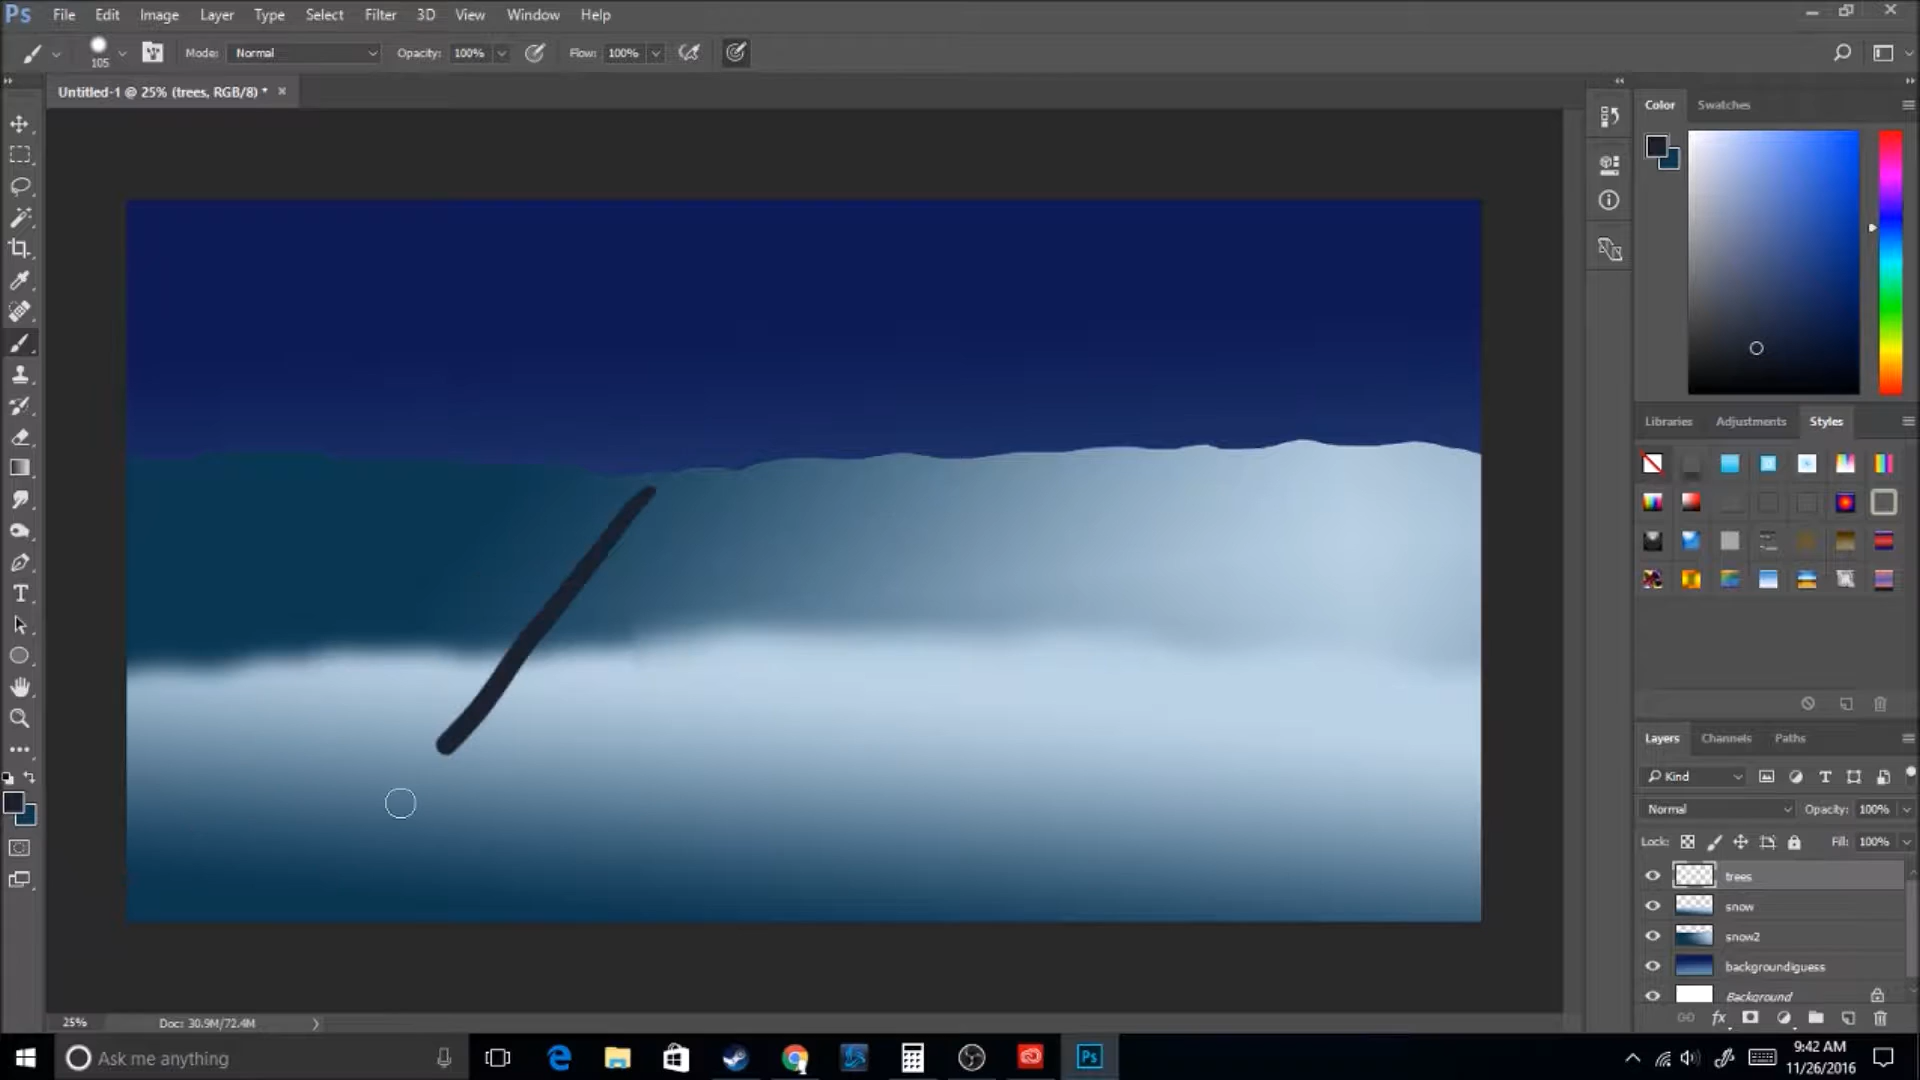 Ps File Edit Image Layer Type Select Filter 3D View Window Help
105 Mode: Normal Opacity: 100% Flow: 100%
Untitled-1 @ 25% (trees, RGB/8) *
Color Swatches
Libraries Adjustments Styles
Layers Channels Paths
Kind
Normal Opacity: 100%
Lock: Fill: 100%
trees
snow
snow2
backgroundiguess
Background
fx
25% Doc: 30.9M/72.4M
Ask me anything
Ps
9:42 AM
11/26/2016